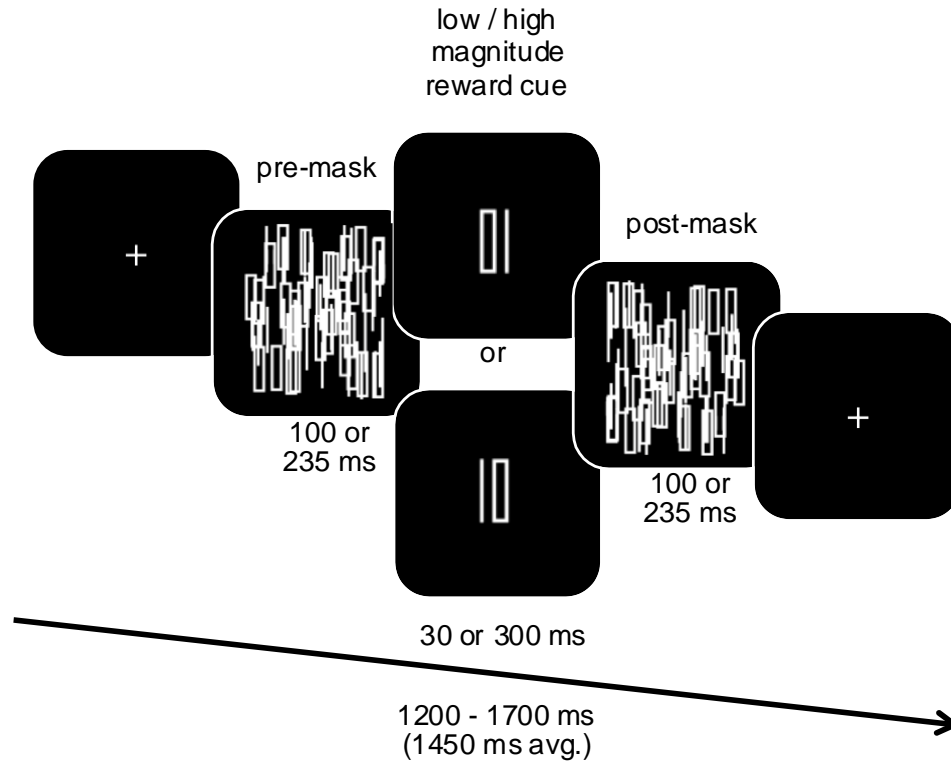 low / high
magnitude
reward cue
pre-mask
post-mask
or
100 or
235 ms
100 or
235 ms
30 or 300 ms
1200 - 1700 ms
(1450 ms avg.)